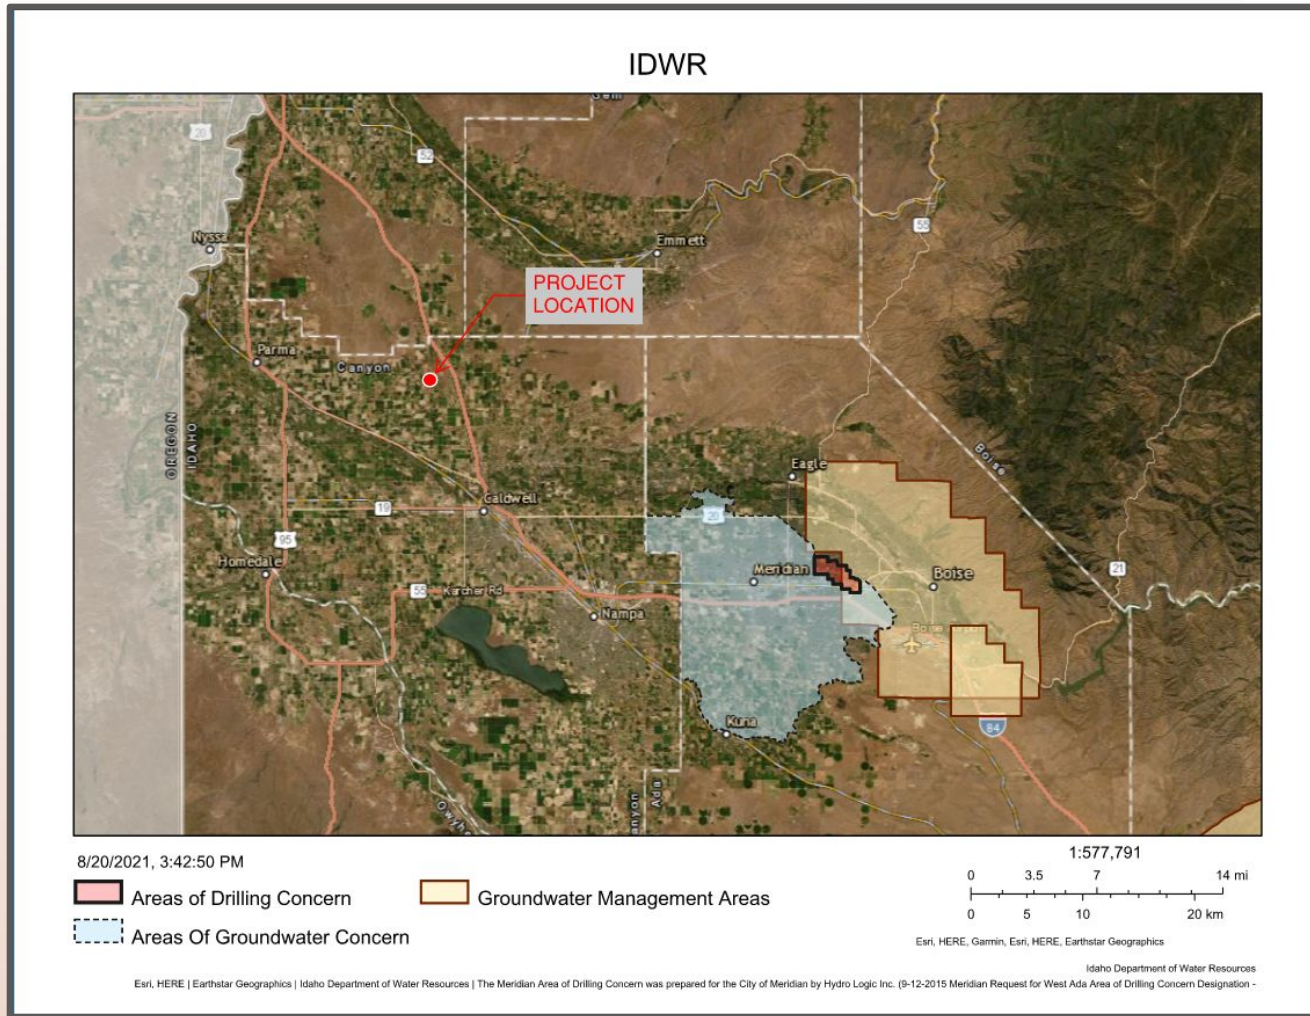 IDWR
Gem
20
52
55
Nyssa
Emmett
PROJECT
LOCATION
Parma
Canyon
OREGON
IDAHO
Boise
Eagle
Caldwell
19
20
95
Homedale
Meridian
Boise
21
55
Karcher Rd
Nampa
Kuna
84
anyon
Ada
Owyhe
8/20/2021, 3:42:50 PM
1:577,791
0 3.5 7 14 mi
0 5 10 20 km
Areas of Drilling Concern
Groundwater Management Areas
Areas Of Groundwater Concern
Esri, HERE, Garmin, Esri, HERE, Earthstar Geographics
Idaho Department of Water Resources
Esri, HERE | Earthstar Geographics | Idaho Department of Water Resources | The Meridian Area of Drilling Concern was prepared for the City of Meridian by Hydro Logic Inc. (9-12-2015 Meridian Request for West Ada Area of Drilling Concern Designation -